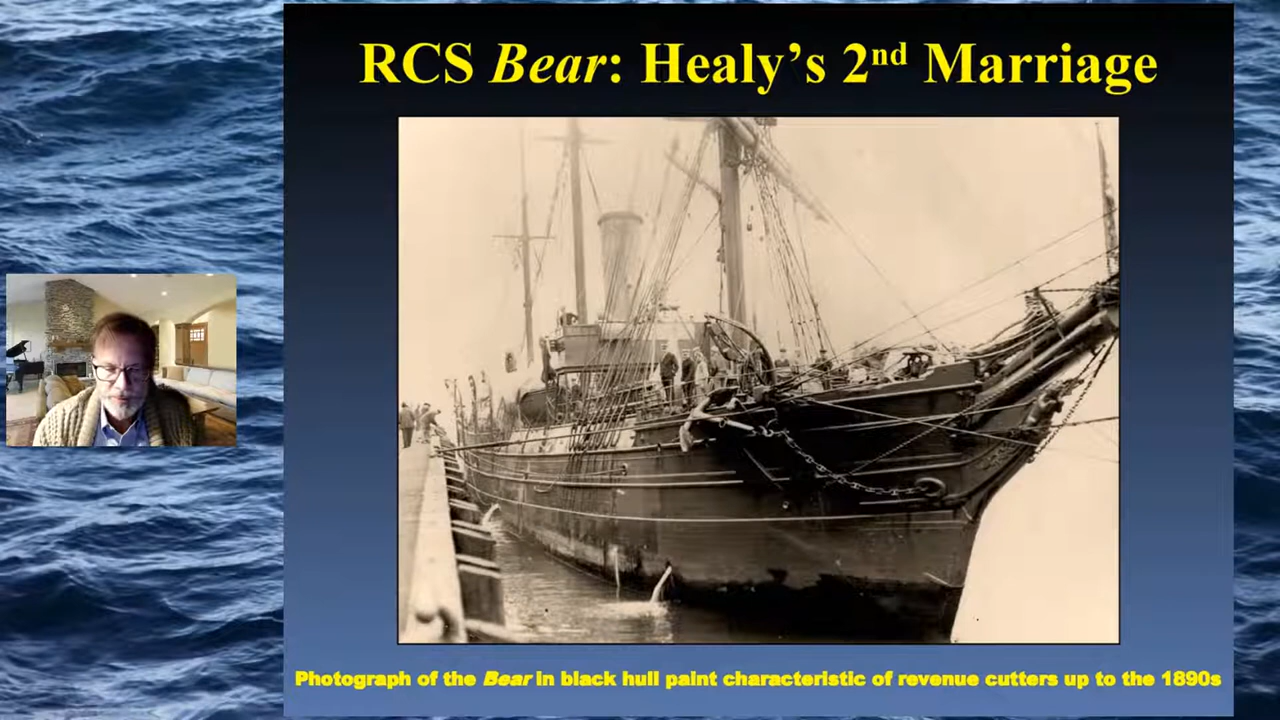 RCS Bear: Healy’s 2nd Marriage
Photograph of the Bear in black hull paint characteristic of revenue cutters up to the 1890s